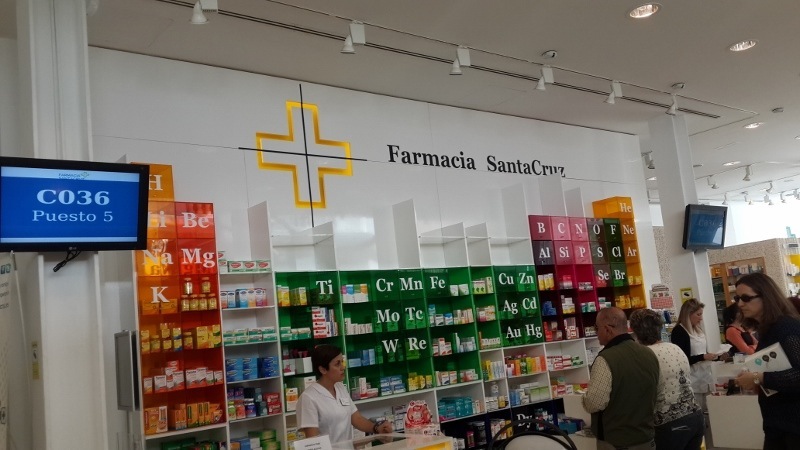 C036
Puesto 5
Farmacia SantaCruz
H He
Li Be B C N O F Ne
Na Mg Al Si P S Cl Ar
K Ti Cr Mn Fe Cu Zn Se Br
Mo Tc Ag Cd
W Re Au Hg